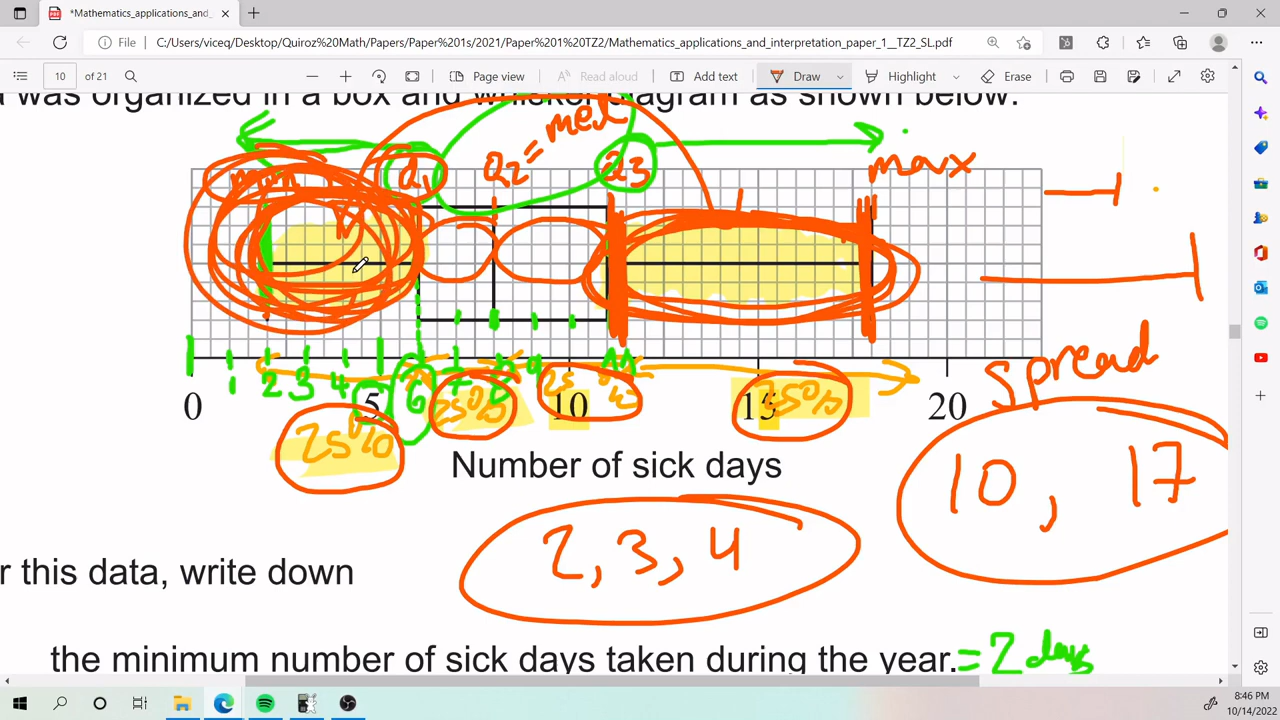 *Mathematics_applications_and_
File
C:/Users/viceq/Desktop/Quiroz%20Math/Papers/Paper%201s/2021/Paper%201%20TZ2/Mathematics_applications_and_interpretation_paper_1__TZ2_SL.pdf
10 of 21
Page view
Read aloud
Add text
Draw
Highlight
Erase
was organized in a box and whisker diagram as shown below.
min Q1 Q2 = med Q3 max
1 2 3 4 5 6 7 8 9 11
0 5 10 15 20
25% 25% 25% 25%
spread
Number of sick days
10, 17
2, 3, 4
r this data, write down
the minimum number of sick days taken during the year. = 2 days
8:46 PM
10/14/2022